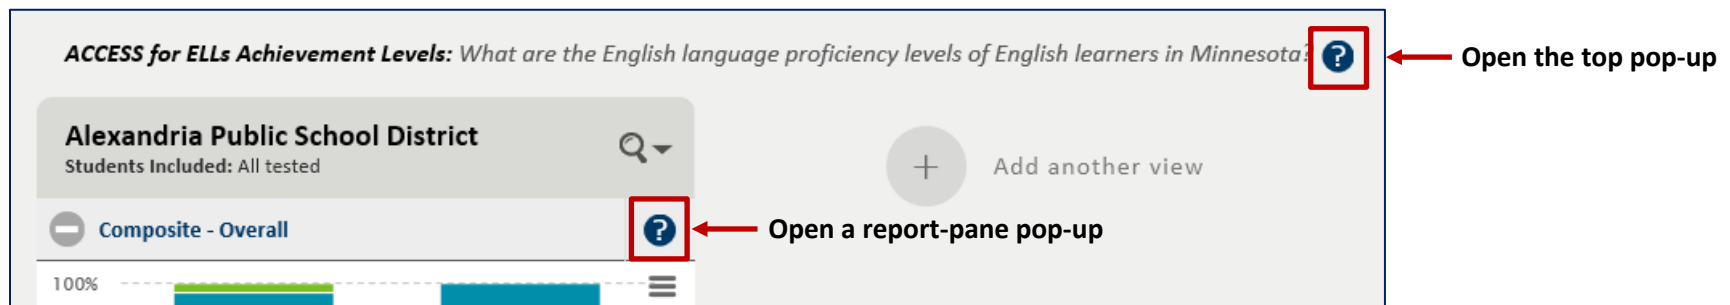 ACCESS for ELLs Achievement Levels: What are the English language proficiency levels of English learners in Minnesota? ?
Open the top pop-up
Alexandria Public School District
Students Included: All tested
+ Add another view
Composite - Overall
?
Open a report-pane pop-up
100%